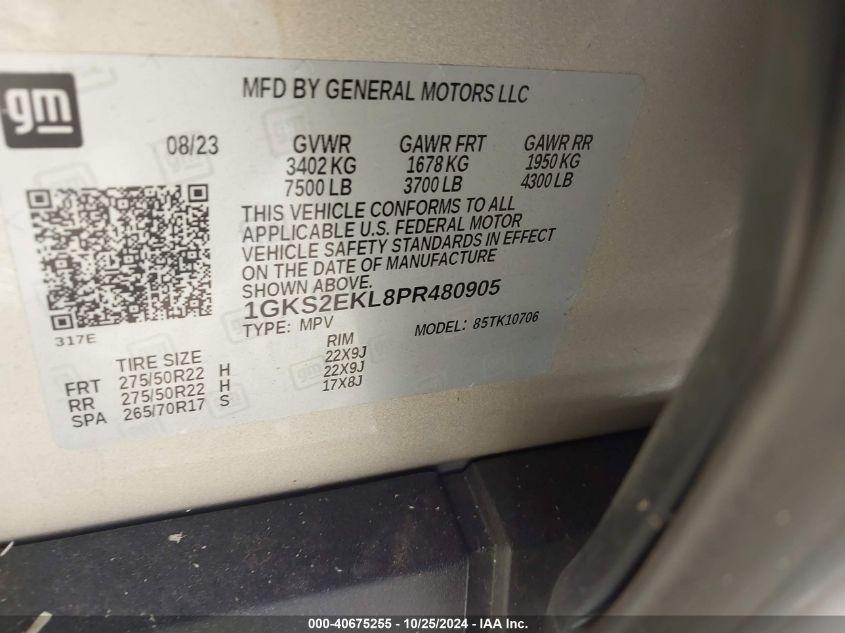 gm
MFD BY GENERAL MOTORS LLC
08/23 GVWR GAWR FRT GAWR RR
3402 KG 1678 KG 1950 KG
7500 LB 3700 LB 4300 LB
THIS VEHICLE CONFORMS TO ALL
APPLICABLE U.S. FEDERAL MOTOR
VEHICLE SAFETY STANDARDS IN EFFECT
ON THE DATE OF MANUFACTURE
SHOWN ABOVE.
1GKS2EKL8PR480905
317E
TYPE: MPV MODEL: 85TK10706
TIRE SIZE RIM
FRT 275/50R22 H 22X9J
RR 275/50R22 H 22X9J
SPA 265/70R17 S 17X8J
000-40675255 - 10/25/2024 - IAA Inc.